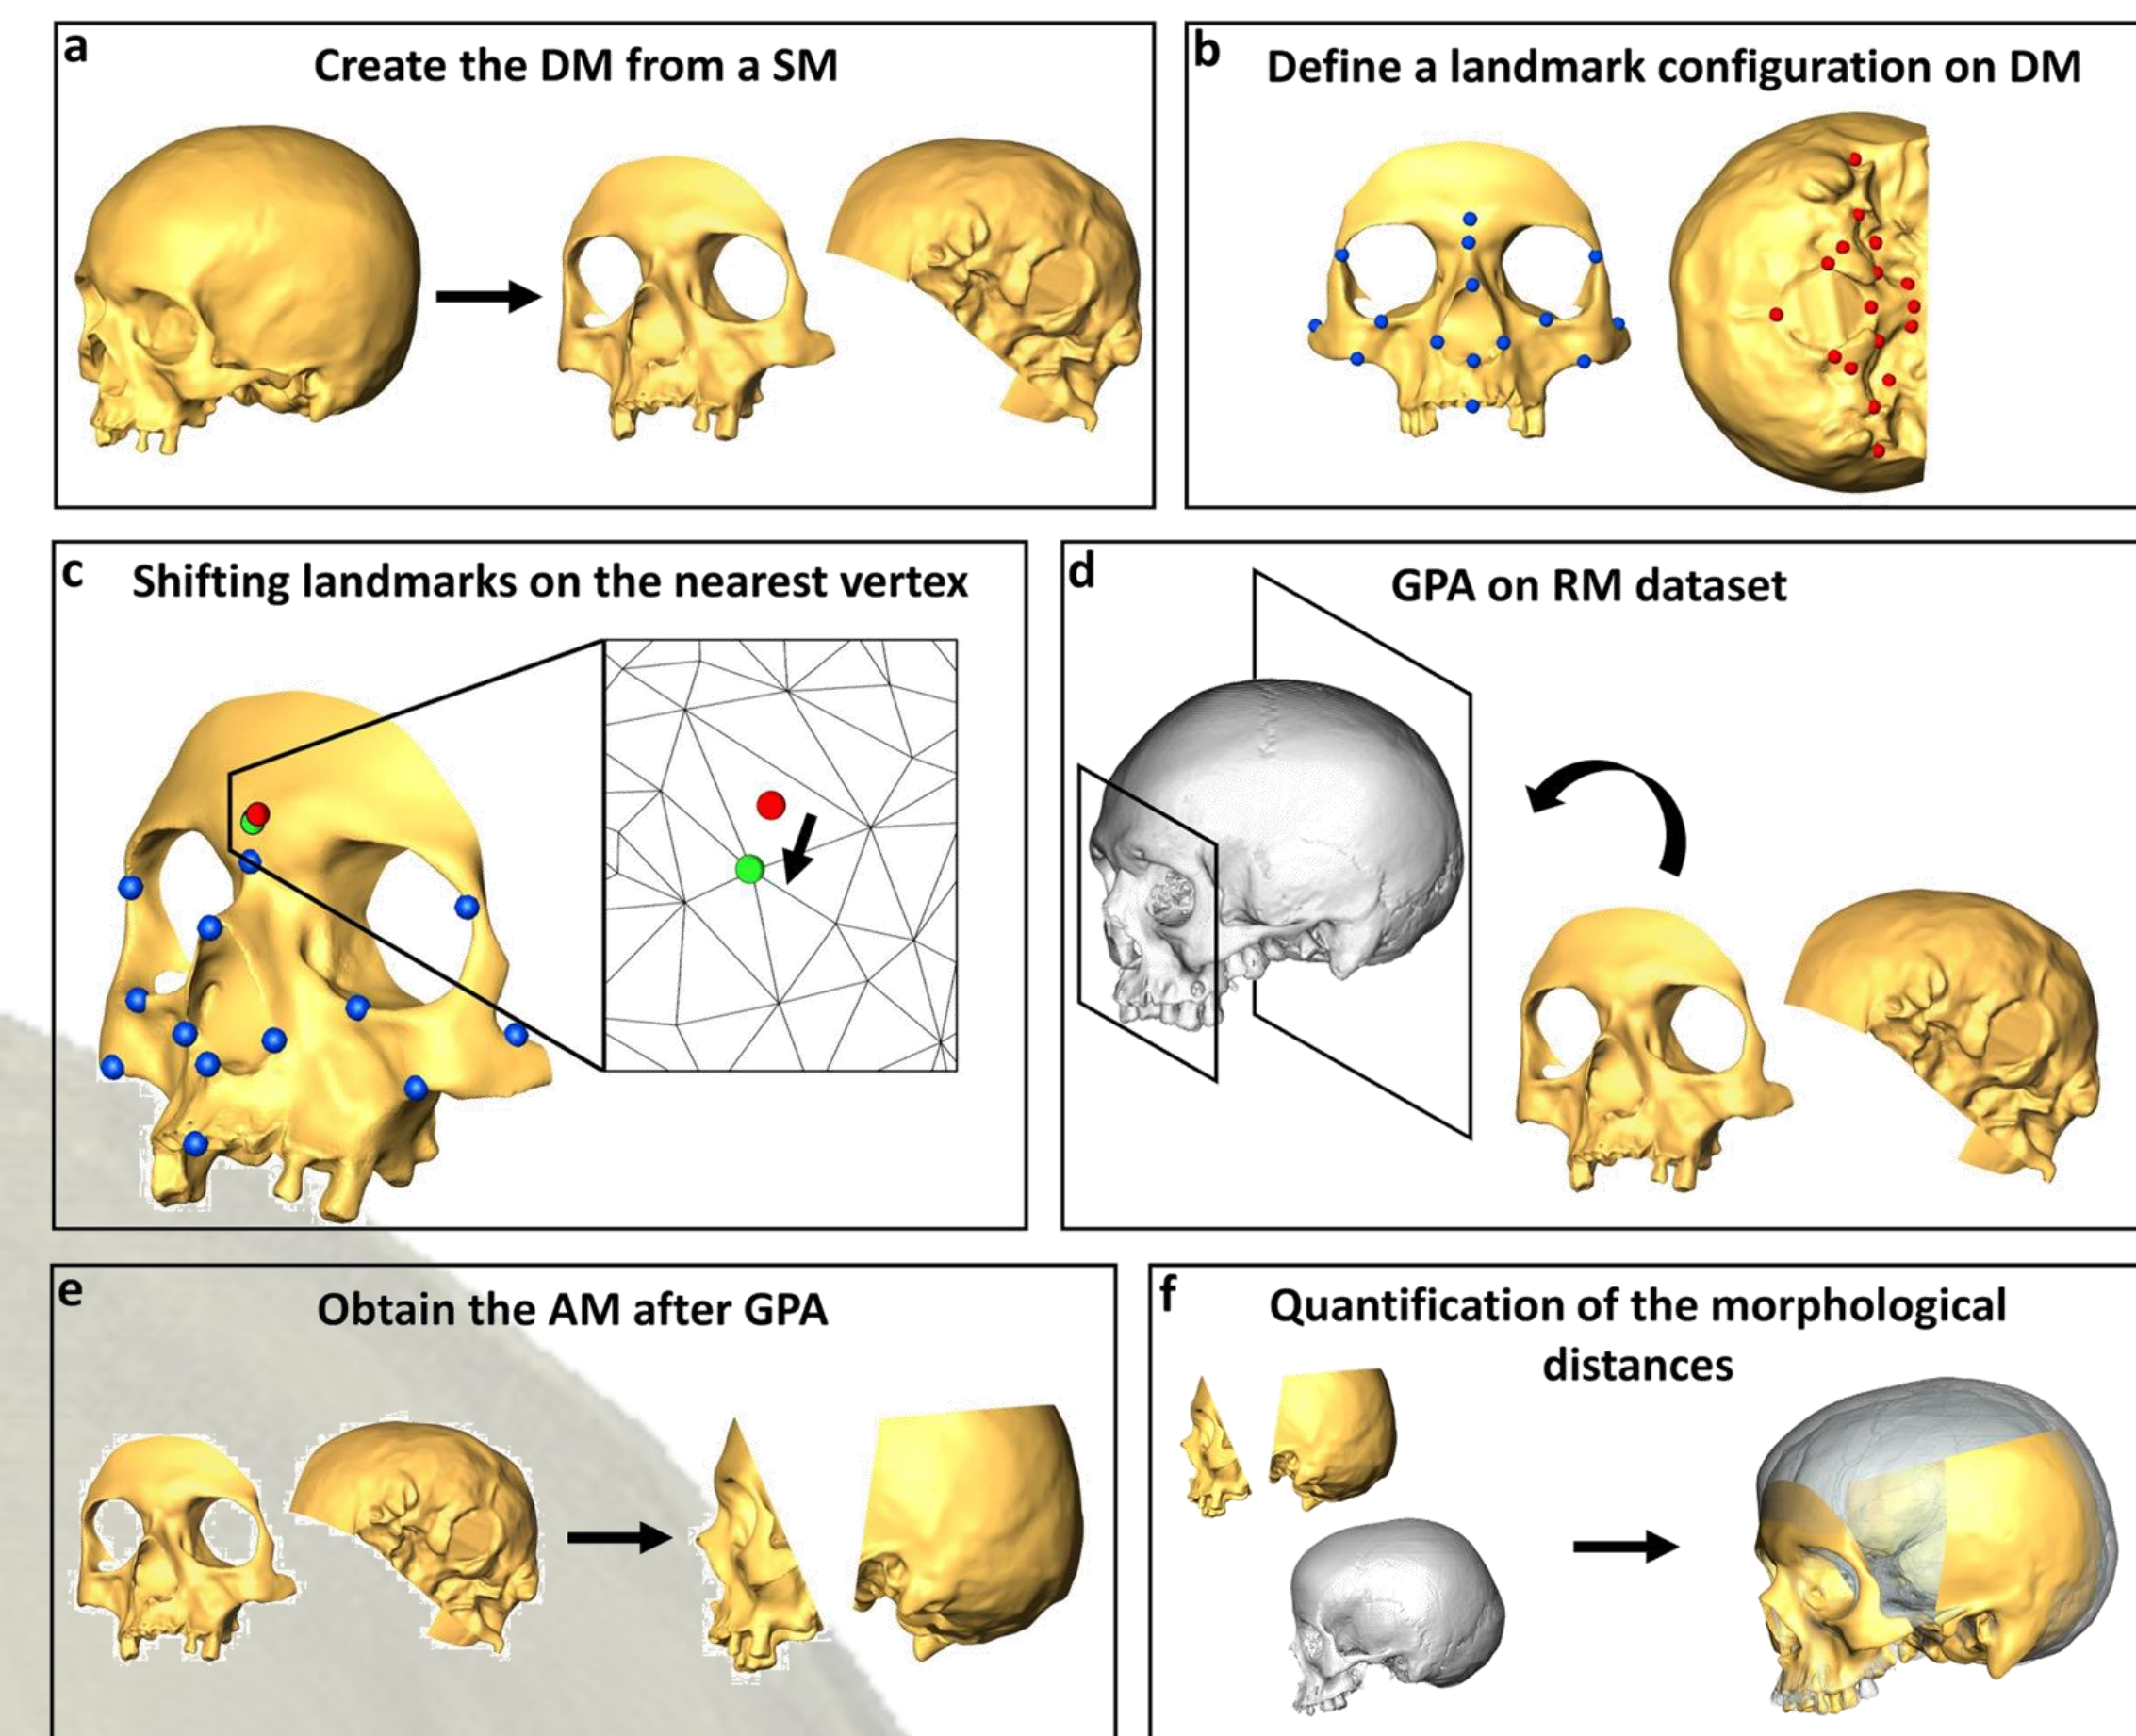 a
Create the DM from a SM
b
Define a landmark configuration on DM
c
Shifting landmarks on the nearest vertex
d
GPA on RM dataset
e
Obtain the AM after GPA
f
Quantification of the morphological
distances